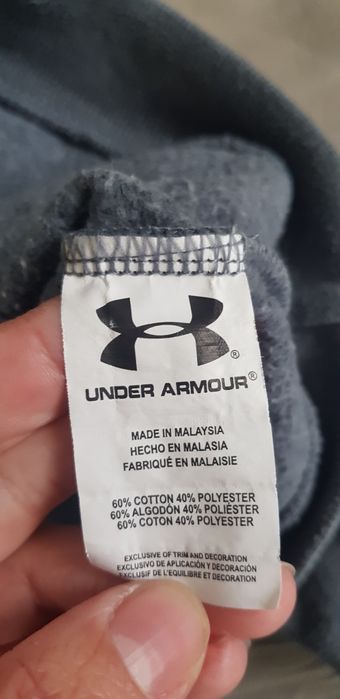 UNDER ARMOUR®
MADE IN MALAYSIA
HECHO EN MALASIA
FABRIQUÉ EN MALAISIE
60% COTTON 40% POLYESTER
60% ALGODÓN 40% POLIÉSTER
60% COTON 40% POLYESTER
EXCLUSIVE OF TRIM AND DECORATION
EXCLUSIVO DE APLICACIÓN Y DECORACIÓN
EXCLUSIF DE L'EQUILIBRE ET DECORATION